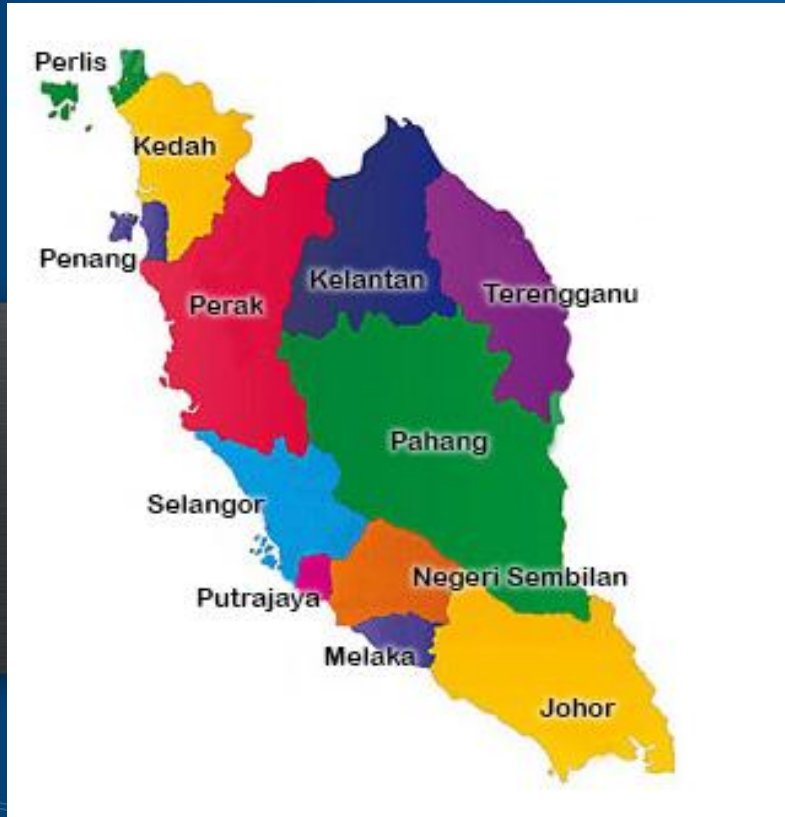 Perlis
Kedah
Penang
Perak
Kelantan
Terengganu
Pahang
Selangor
Negeri Sembilan
Putrajaya
Melaka
Johor